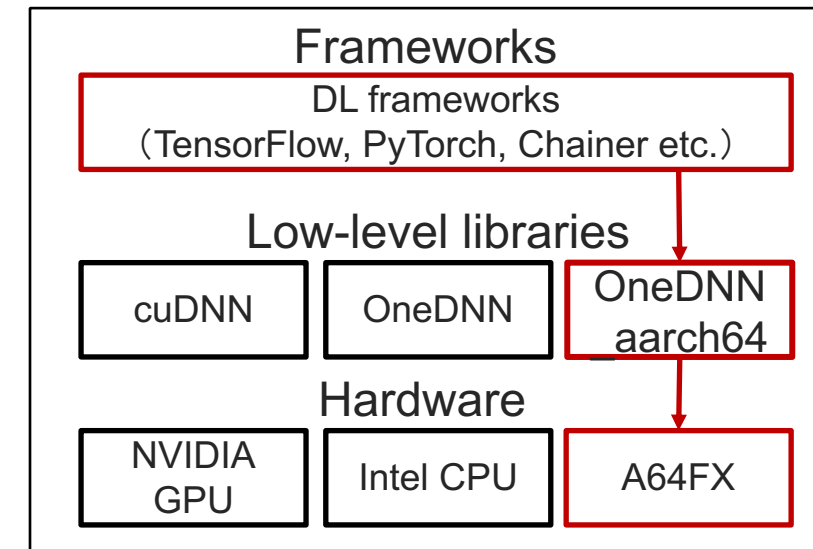 Frameworks
DL frameworks
（TensorFlow, PyTorch, Chainer etc.）
Low-level libraries
cuDNN
OneDNN
OneDNN
_aarch64
Hardware
NVIDIA
GPU
Intel CPU
A64FX